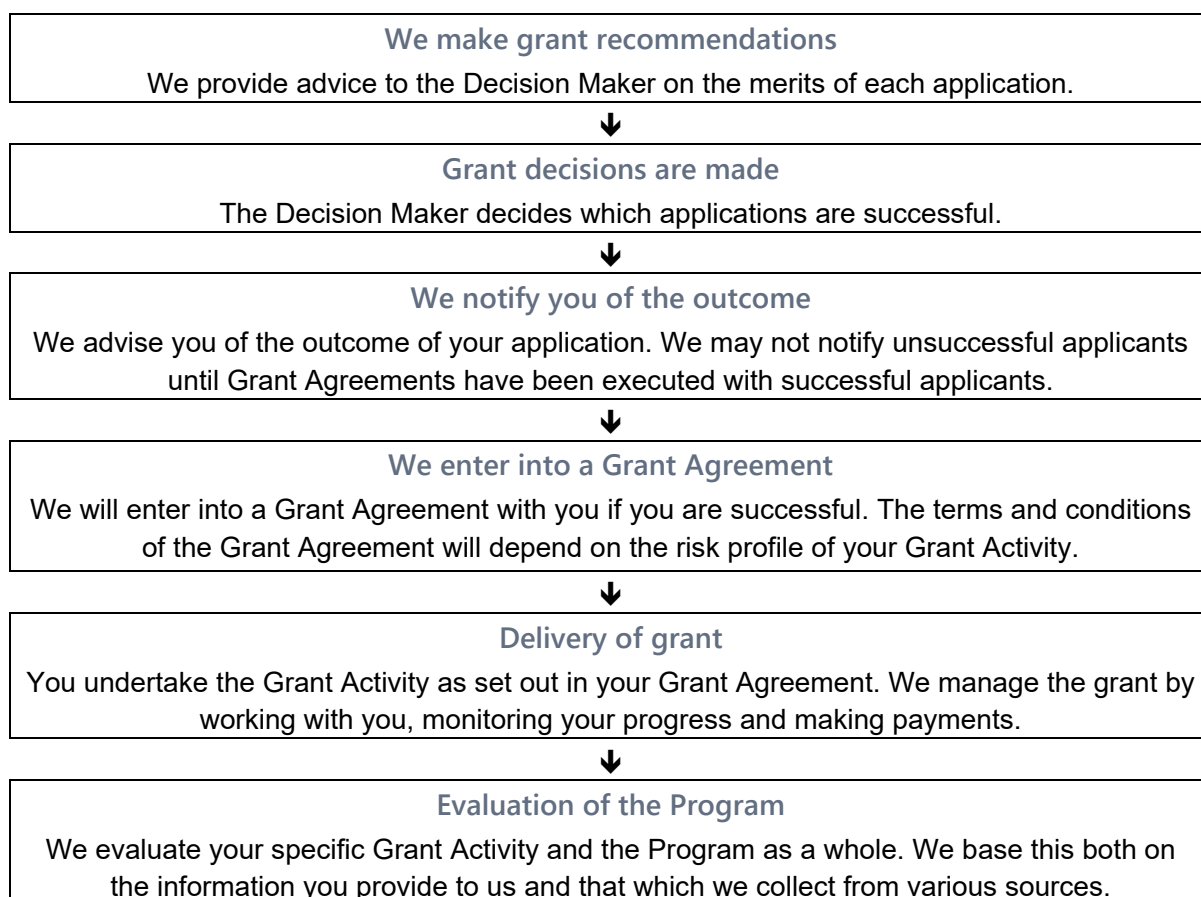 We make grant recommendations
We provide advice to the Decision Maker on the merits of each application.
Grant decisions are made
The Decision Maker decides which applications are successful.
We notify you of the outcome
We advise you of the outcome of your application. We may not notify unsuccessful applicants
until Grant Agreements have been executed with successful applicants.
We enter into a Grant Agreement
We will enter into a Grant Agreement with you if you are successful. The terms and conditions
of the Grant Agreement will depend on the risk profile of your Grant Activity.
Delivery of grant
You undertake the Grant Activity as set out in your Grant Agreement. We manage the grant by
working with you, monitoring your progress and making payments.
Evaluation of the Program
We evaluate your specific Grant Activity and the Program as a whole. We base this both on
the information you provide to us and that which we collect from various sources.